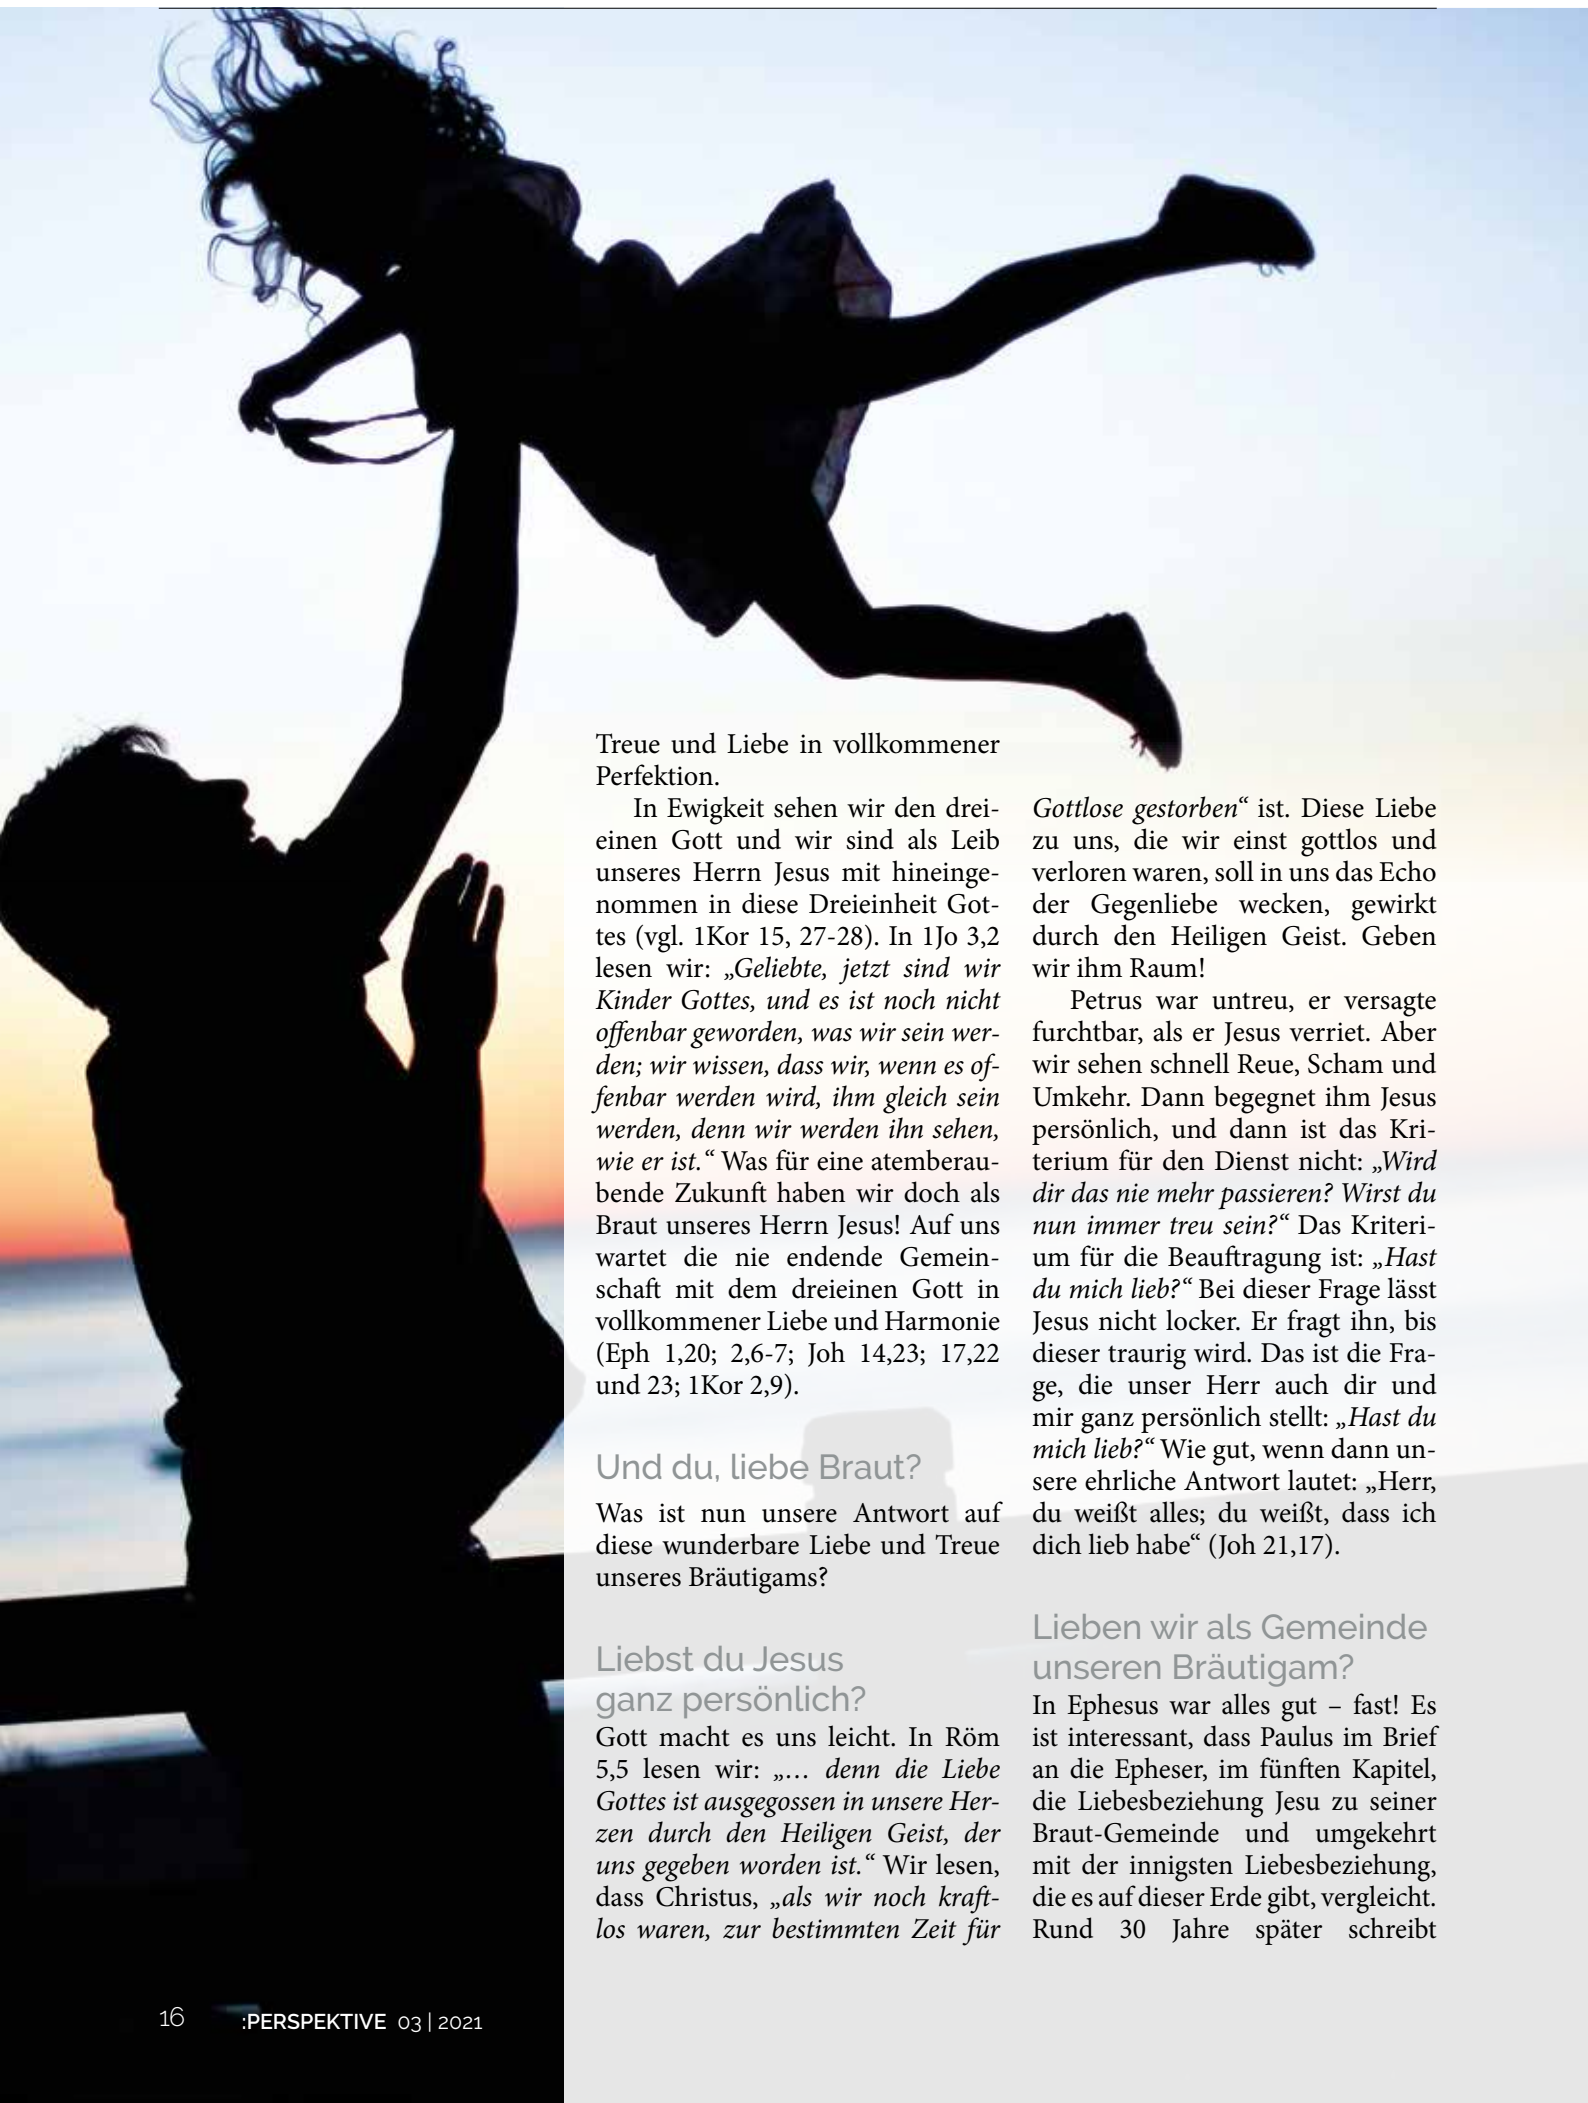 Treue und Liebe in vollkommener
Perfektion.
In Ewigkeit sehen wir den drei-
einen Gott und wir sind als Leib
unseres Herrn Jesus mit hineinge-
nommen in diese Dreieinheit Got-
tes (vgl. 1Kor 15, 27-28). In 1Jo 3,2
lesen wir: „Geliebte, jetzt sind wir
Kinder Gottes, und es ist noch nicht
offenbar geworden, was wir sein wer-
den; wir wissen, dass wir, wenn es of-
fenbar werden wird, ihm gleich sein
werden, denn wir werden ihn sehen,
wie er ist.“ Was für eine atemberau-
bende Zukunft haben wir doch als
Braut unseres Herrn Jesus! Auf uns
wartet die nie endende Gemein-
schaft mit dem dreieinen Gott in
vollkommener Liebe und Harmonie
(Eph 1,20; 2,6-7; Joh 14,23; 17,22
und 23; 1Kor 2,9).
Und du, liebe Braut?
Was ist nun unsere Antwort auf
diese wunderbare Liebe und Treue
unseres Bräutigams?
Liebst du Jesus
ganz persönlich?
Gott macht es uns leicht. In Röm
5,5 lesen wir: „… denn die Liebe
Gottes ist ausgegossen in unsere Her-
zen durch den Heiligen Geist, der
uns gegeben worden ist.“ Wir lesen,
dass Christus, „als wir noch kraft-
los waren, zur bestimmten Zeit für
Gottlose gestorben“ ist. Diese Liebe
zu uns, die wir einst gottlos und
verloren waren, soll in uns das Echo
der Gegenliebe wecken, gewirkt
durch den Heiligen Geist. Geben
wir ihm Raum!
Petrus war untreu, er versagte
furchtbar, als er Jesus verriet. Aber
wir sehen schnell Reue, Scham und
Umkehr. Dann begegnet ihm Jesus
persönlich, und dann ist das Kri-
terium für den Dienst nicht: „Wird
dir das nie mehr passieren? Wirst du
nun immer treu sein?“ Das Kriteri-
um für die Beauftragung ist: „Hast
du mich lieb?“ Bei dieser Frage lässt
Jesus nicht locker. Er fragt ihn, bis
dieser traurig wird. Das ist die Fra-
ge, die unser Herr auch dir und
mir ganz persönlich stellt: „Hast du
mich lieb?“ Wie gut, wenn dann un-
sere ehrliche Antwort lautet: „Herr,
du weißt alles; du weißt, dass ich
dich lieb habe“ (Joh 21,17).
Lieben wir als Gemeinde
unseren Bräutigam?
In Ephesus war alles gut – fast! Es
ist interessant, dass Paulus im Brief
an die Epheser, im fünften Kapitel,
die Liebesbeziehung Jesu zu seiner
Braut-Gemeinde und umgekehrt
mit der innigsten Liebesbeziehung,
die es auf dieser Erde gibt, vergleicht.
Rund 30 Jahre später schreibt
16 :PERSPEKTIVE 03 | 2021